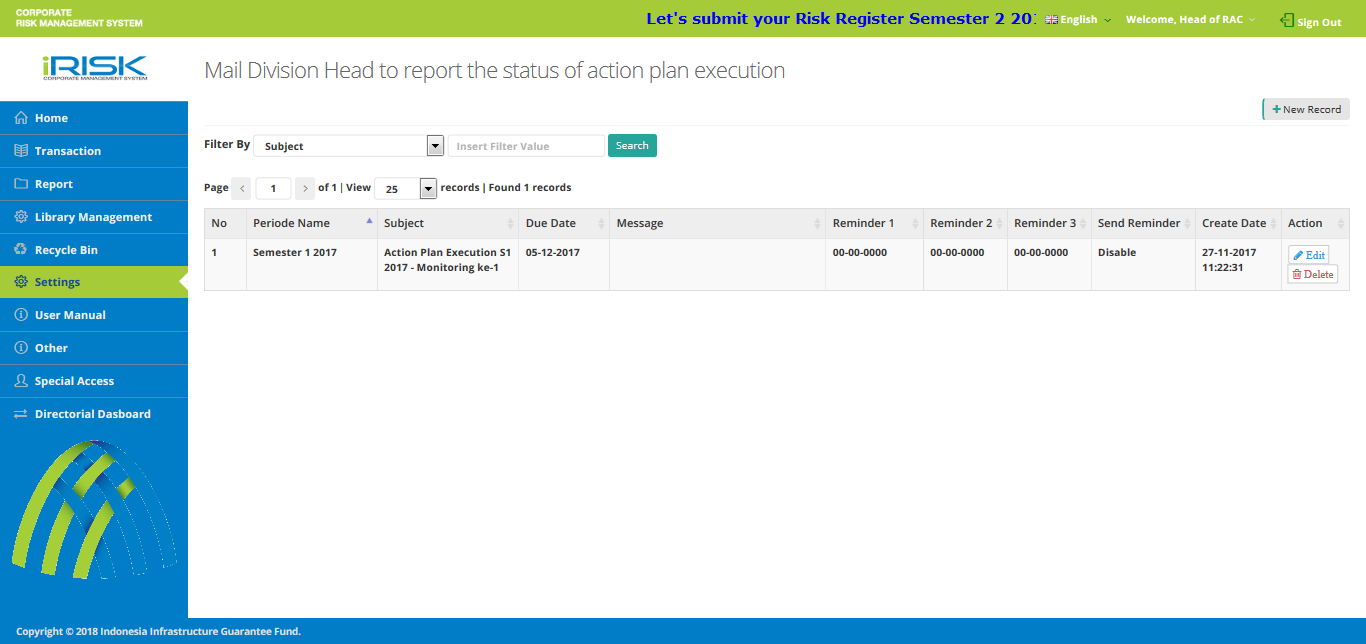 CORPORATE
RISK MANAGEMENT SYSTEM
Let's submit your Risk Register Semester 2 20
English
Welcome, Head of RAC
Sign Out
iRISK
CORPORATE MANAGEMENT SYSTEM
Home
Transaction
Report
Library Management
Recycle Bin
Settings
User Manual
Other
Special Access
Directorial Dasboard
Mail Division Head to report the status of action plan execution
+ New Record
Filter By Subject Insert Filter Value Search
Page < 1 > of 1 | View 25 records | Found 1 records
No Periode Name Subject Due Date Message Reminder 1 Reminder 2 Reminder 3 Send Reminder Create Date Action
1 Semester 1 2017 Action Plan Execution S1 05-12-2017 00-00-0000 00-00-0000 00-00-0000 Disable 27-11-2017 Edit
2017 - Monitoring ke-1 11:22:31 Delete
Copyright © 2018 Indonesia Infrastructure Guarantee Fund.